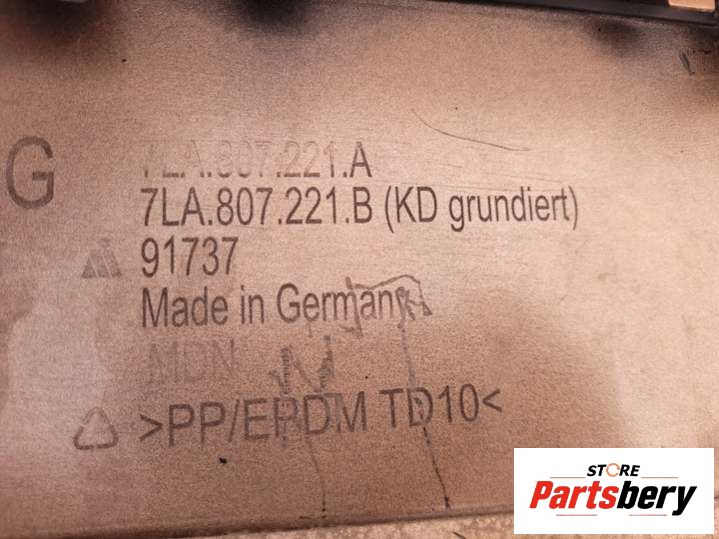 G
7LA.807.221.A
7LA.807.221.B (KD grundiert)
91737
Made in Germany
MDN
>PP/EPDM TD10<
STORE
Partsbery